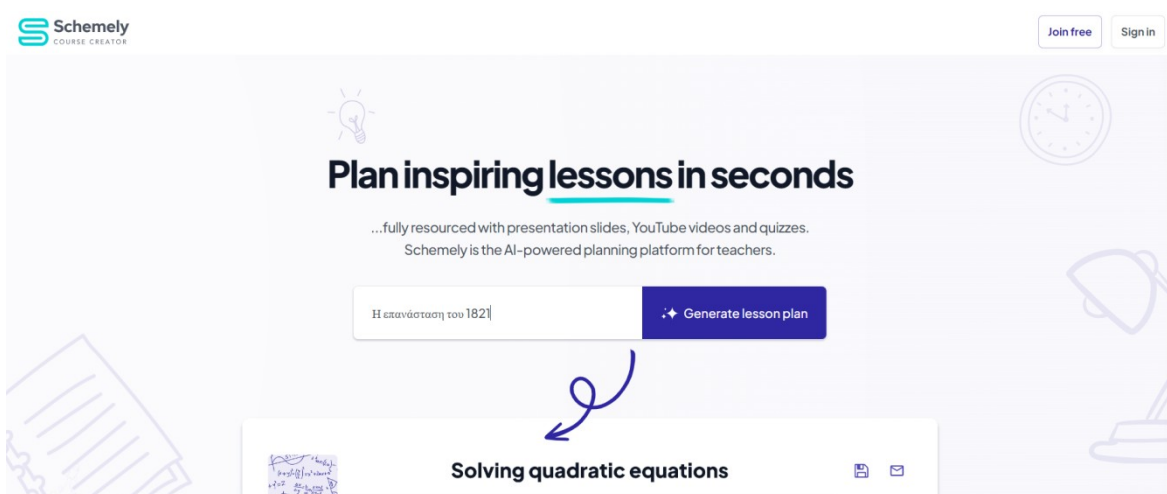 Schemely
COURSE CREATOR
Join free
Sign in
Plan inspiring lessons in seconds
...fully resourced with presentation slides, YouTube videos and quizzes.
Schemely is the AI-powered planning platform for teachers.
Η επανάσταση του 1821
Generate lesson plan
Solving quadratic equations